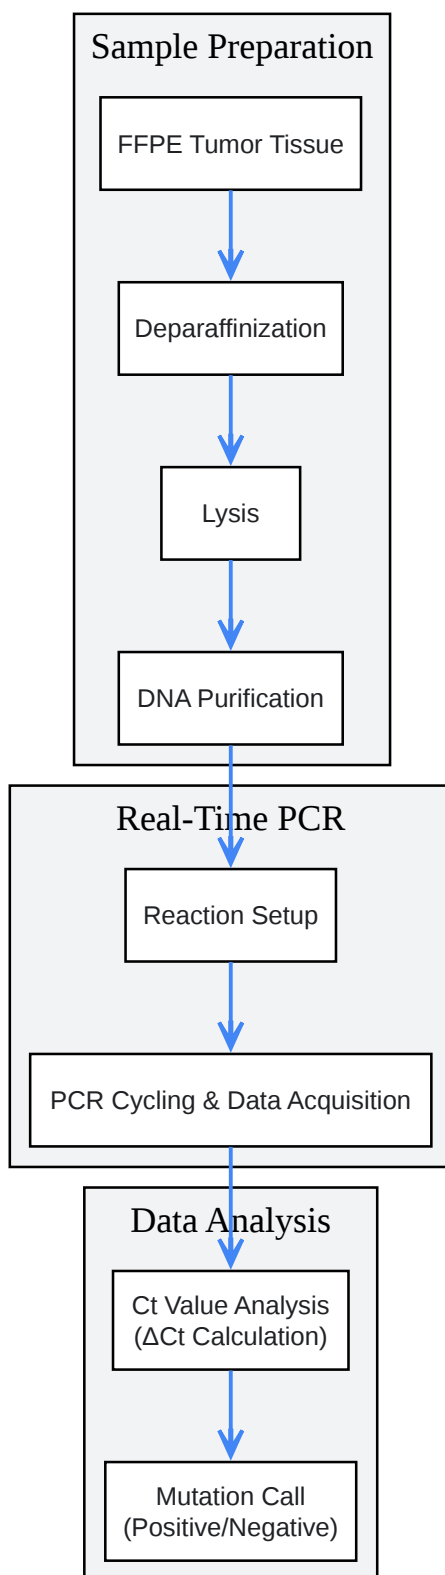 Sample Preparation
FFPE Tumor Tissue
Deparaffinization
Lysis
DNA Purification
Real-Time PCR
Reaction Setup
PCR Cycling & Data Acquisition
Data Analysis
Ct Value Analysis
(ΔCt Calculation)
Mutation Call
(Positive/Negative)